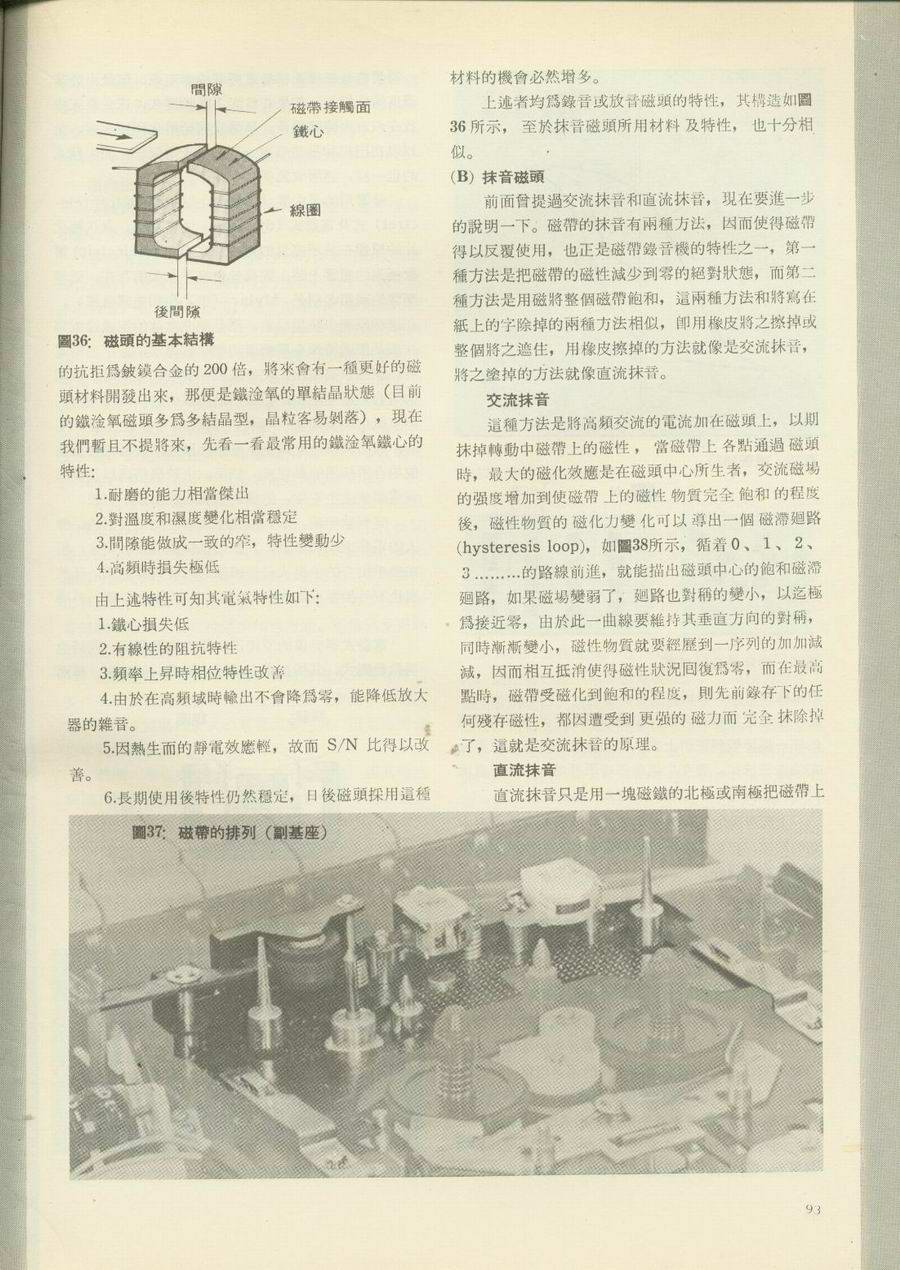 間隙
磁帶接觸面
鐵心
線圈
後間隙
圖36: 磁頭的基本結構
的抗拒爲鈹鏌合金的 200 倍，將來會有一種更好的磁
頭材料開發出來，那便是鐵淦氧的單結晶狀態（目前
的鐵淦氧磁頭多爲多結晶型，晶粒容易剝落），現在
我們暫且不提將來，先看一看最常用的鐵淦氧鐵心的
特性:
1.耐磨的能力相當傑出
2.對溫度和濕度變化相當穩定
3.間隙能做成一致的窄，特性變動少
4.高頻時損失極低
由上述特性可知其電氣特性如下:
1.鐵心損失低
2.有線性的阻抗特性
3.頻率上昇時相位特性改善
4.由於在高頻域時輸出不會降爲零，能降低放大
器的雜音。
5.因熱生而的靜電效應輕，故而 S/N 比得以改
善。
6.長期使用後特性仍然穩定，日後磁頭採用這種
材料的機會必然增多。
上述者均爲錄音或放音磁頭的特性，其構造如圖
36 所示， 至於抹音磁頭所用材料 及特性， 也十分相
似。
(B) 抹音磁頭
前面曾提過交流抹音和直流抹音，現在要進一步
的說明一下。磁帶的抹音有兩種方法，因而使得磁帶
得以反覆使用，也正是磁帶錄音機的特性之一，第一
種方法是把磁帶的磁性減少到零的絕對狀態，而第二
種方法是用磁將整個磁帶飽和，這兩種方法和將寫在
紙上的字除掉的兩種方法相似，卽用橡皮將之擦掉或
整個將之遮住，用橡皮擦掉的方法就像是交流抹音，
將之塗掉的方法就像直流抹音。
交流抹音
這種方法是將高頻交流的電流加在磁頭上，以期
抹掉轉動中磁帶上的磁性 ， 當磁帶上 各點通過 磁頭
時，最大的磁化效應是在磁頭中心所生者，交流磁場
的强度增加到使磁帶 上的磁性 物質完全 飽和 的程度
後，磁性物質的 磁化力變 化可以 導出一個 磁滯廻路
(hysteresis loop)，如圖38所示，循着 0 、 1 、 2 、
3 .........的路線前進，就能描出磁頭中心的飽和磁滯
廻路，如果磁場變弱了，廻路也對稱的變小，以迄極
爲接近零，由於此一曲線要維持其垂直方向的對稱，
同時漸漸變小，磁性物質就要經歷到一序列的加加減
減，因而相互抵消使得磁性狀況囘復爲零，而在最高
點時，磁帶受磁化到飽和的程度，則先前錄存下的任
何殘存磁性，都因遭受到 更强的 磁力而 完全 抹除掉
了，這就是交流抹音的原理。
直流抹音
直流抹音只是用一塊磁鐵的北極或南極把磁帶上
圖37: 磁帶的排列（副基座）
93